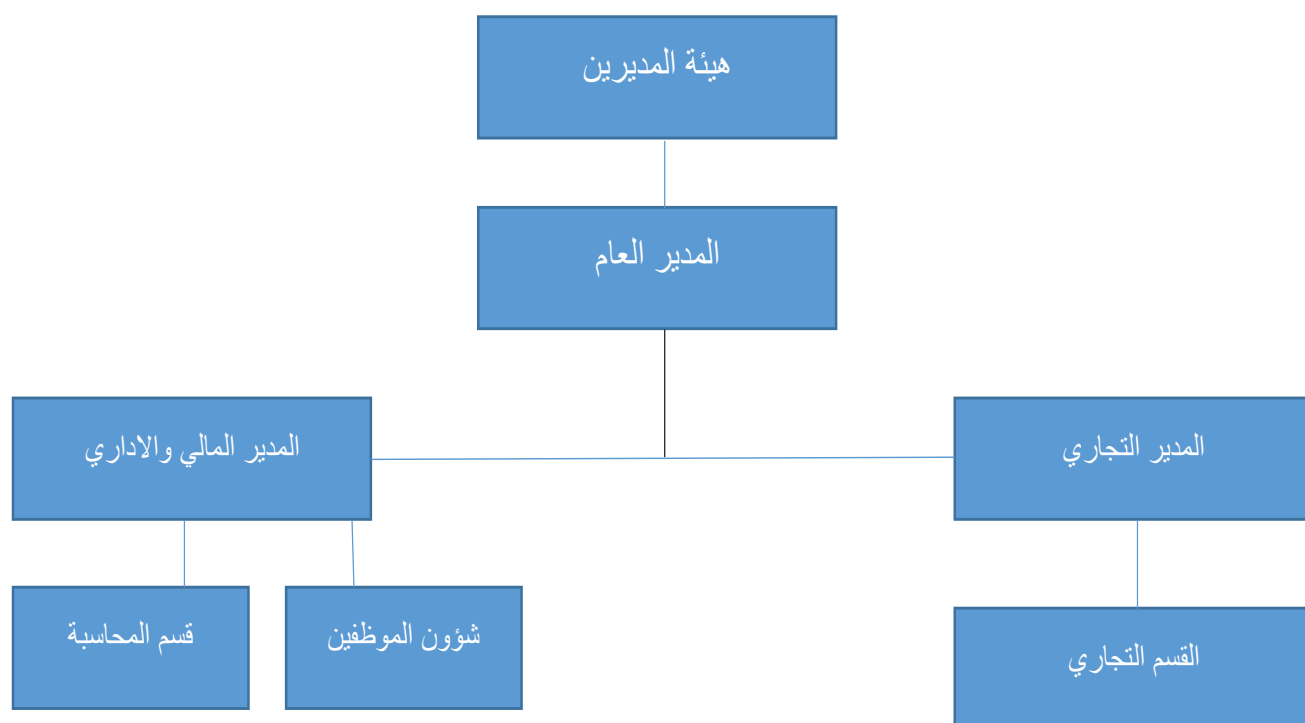 هيئة المديرين
المدير العام
المدير التجاري
المدير المالي والاداري
القسم التجاري
شؤون الموظفين
قسم المحاسبة